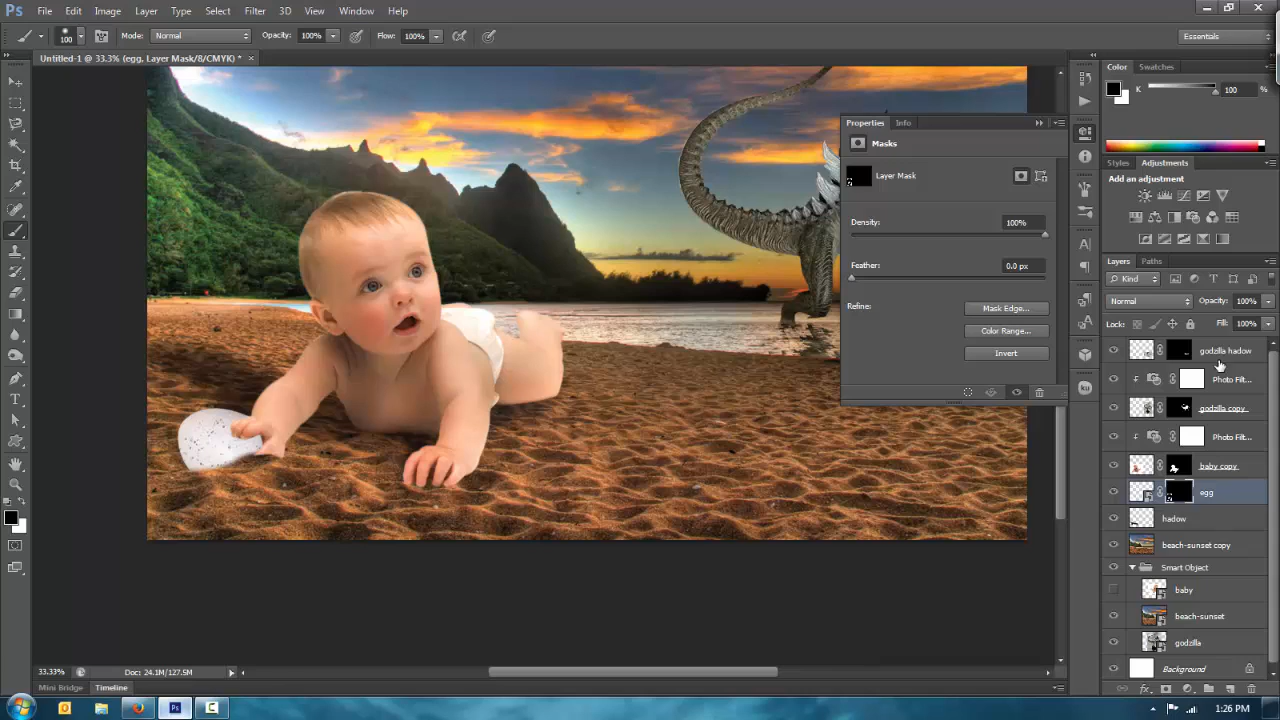 Ps File Edit Image Layer Type Select Filter 3D View Window Help
100 Mode: Normal Opacity: 100% Flow: 100% Essentials
Untitled-1 @ 33.3% (egg, Layer Mask/8/CMYK) * ×
Color Swatches
K 100 %
Properties Info
Masks
Layer Mask
Density: 100%
Feather: 0.0 px
Refine: Mask Edge...
Color Range...
Invert
Styles Adjustments
Add an adjustment
Layers Paths
Kind
Normal Opacity: 100%
Lock: Fill: 100%
godzilla hadow
Photo Filt...
godzilla copy
Photo Filt...
baby copy
egg
hadow
beach-sunset copy
Smart Object
baby
beach-sunset
godzilla
Background
fx
ku
33.33% Doc: 24.1M/127.5M
Mini Bridge Timeline
Ps 1:26 PM